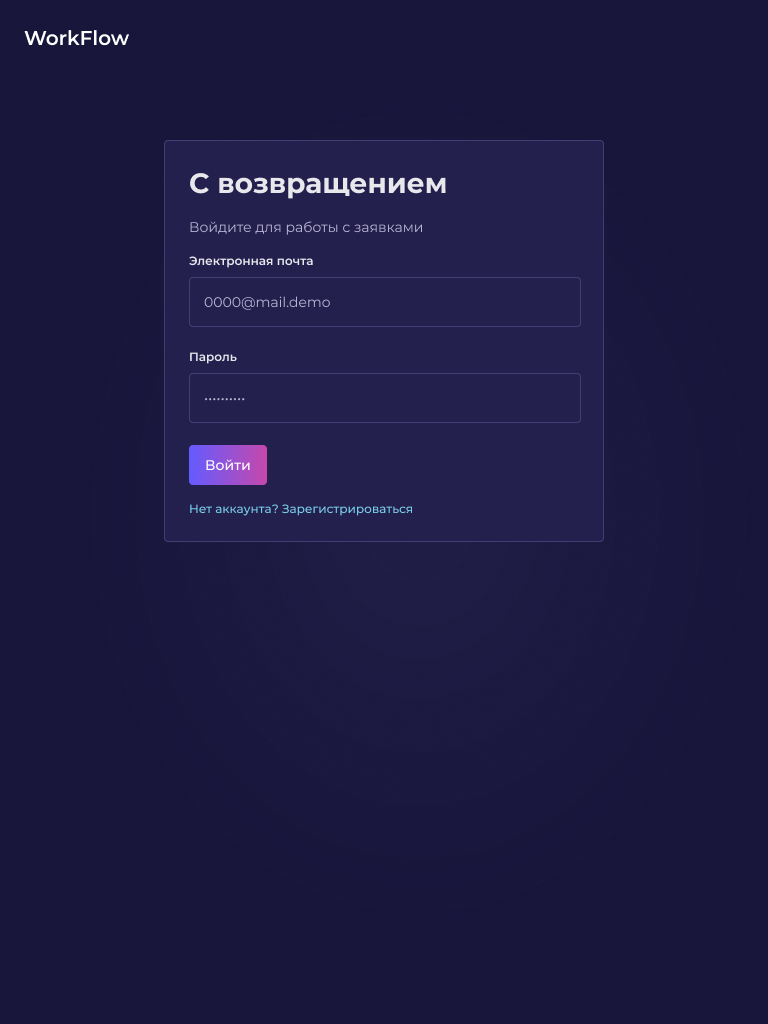 WorkFlow
С возвращением
Войдите для работы с заявками
Электронная почта
0000@mail.demo
Пароль
••••••••••
Войти
Нет аккаунта? Зарегистрироваться